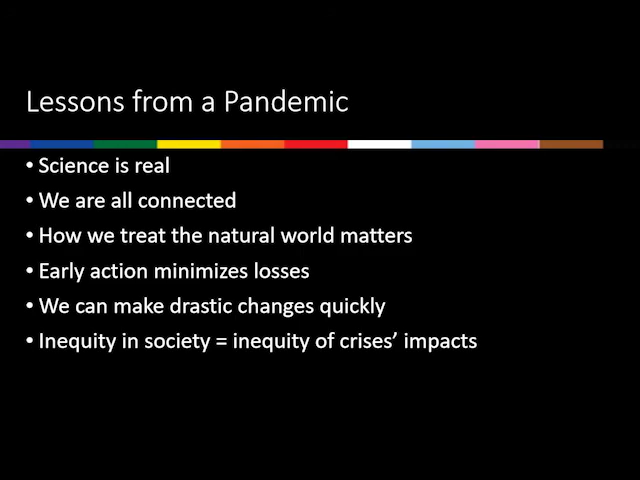 Lessons from a Pandemic
• Science is real
• We are all connected
• How we treat the natural world matters
• Early action minimizes losses
• We can make drastic changes quickly
• Inequity in society = inequity of crises’ impacts